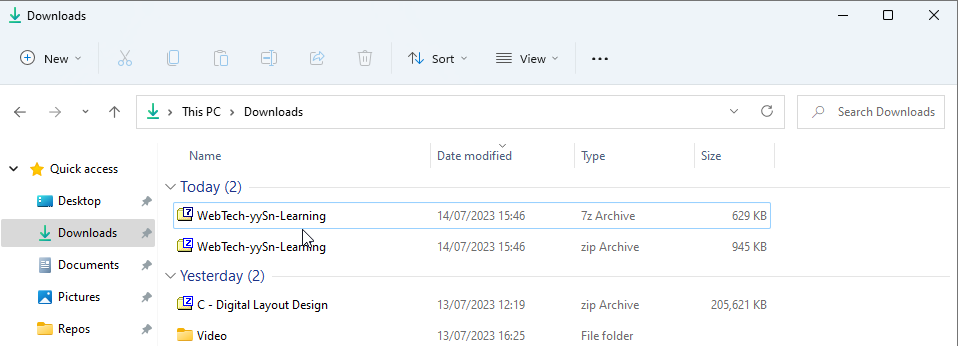 Downloads
New Sort View
This PC Downloads Search Downloads
Name Date modified Type Size
Quick access
Desktop
Downloads
Documents
Pictures
Repos
Today (2)
WebTech-yySn-Learning 14/07/2023 15:46 7z Archive 629 KB
WebTech-yySn-Learning 14/07/2023 15:46 zip Archive 945 KB
Yesterday (2)
C - Digital Layout Design 13/07/2023 12:19 zip Archive 205,621 KB
Video 13/07/2023 16:25 File folder